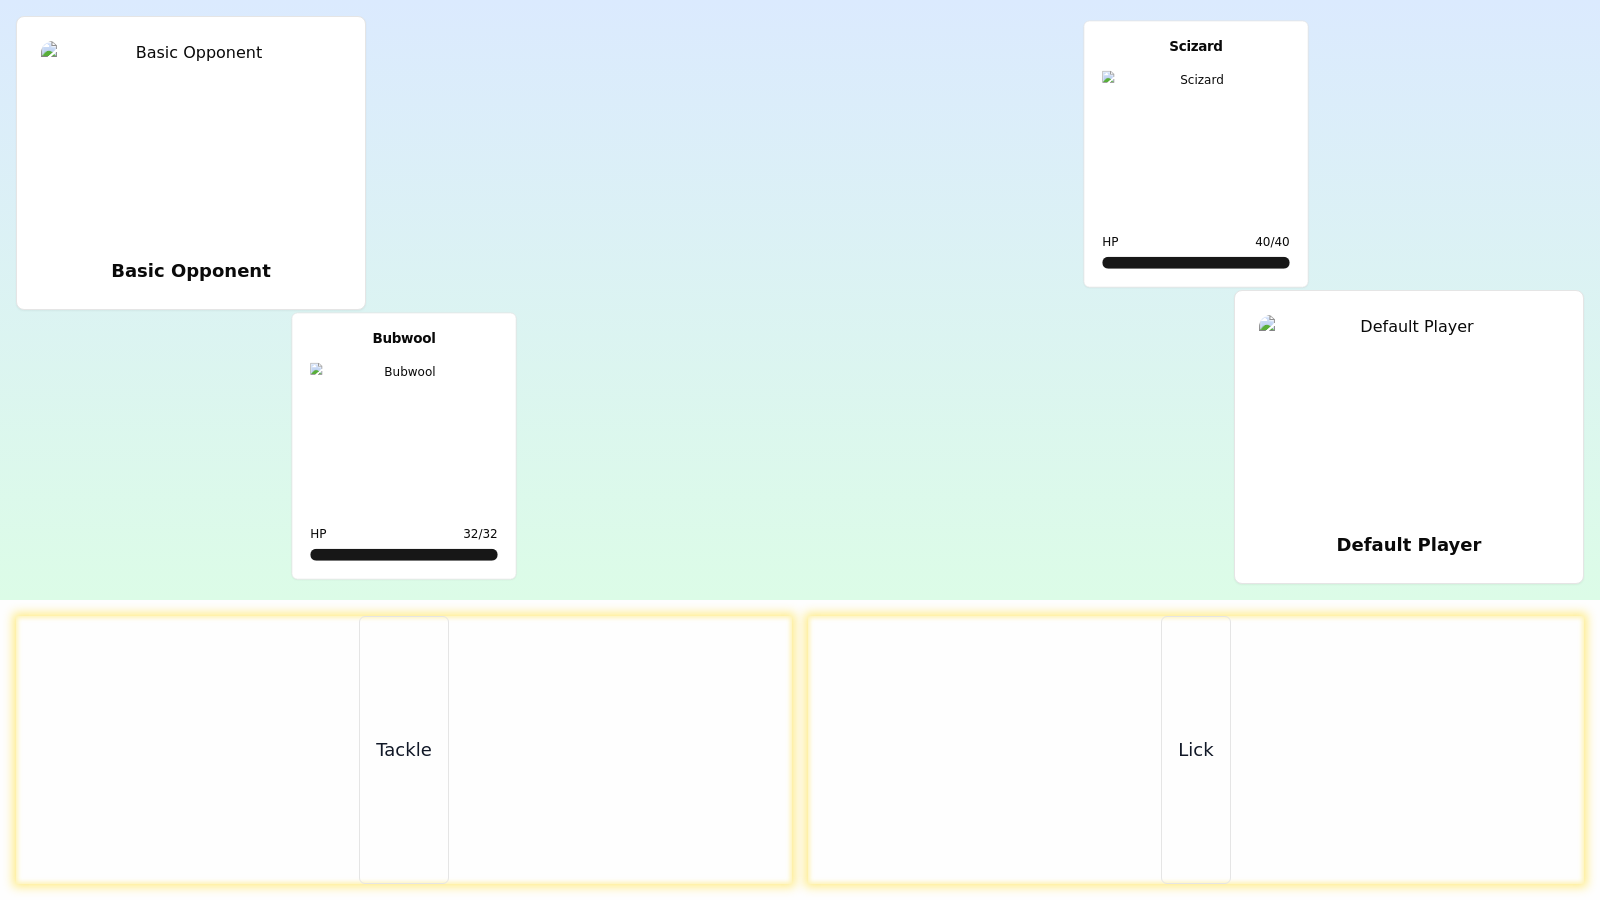 Basic Opponent
Basic Opponent
Scizard
Scizard
HP 40/40
Bubwool
Bubwool
HP 32/32
Default Player
Default Player
Tackle
Lick